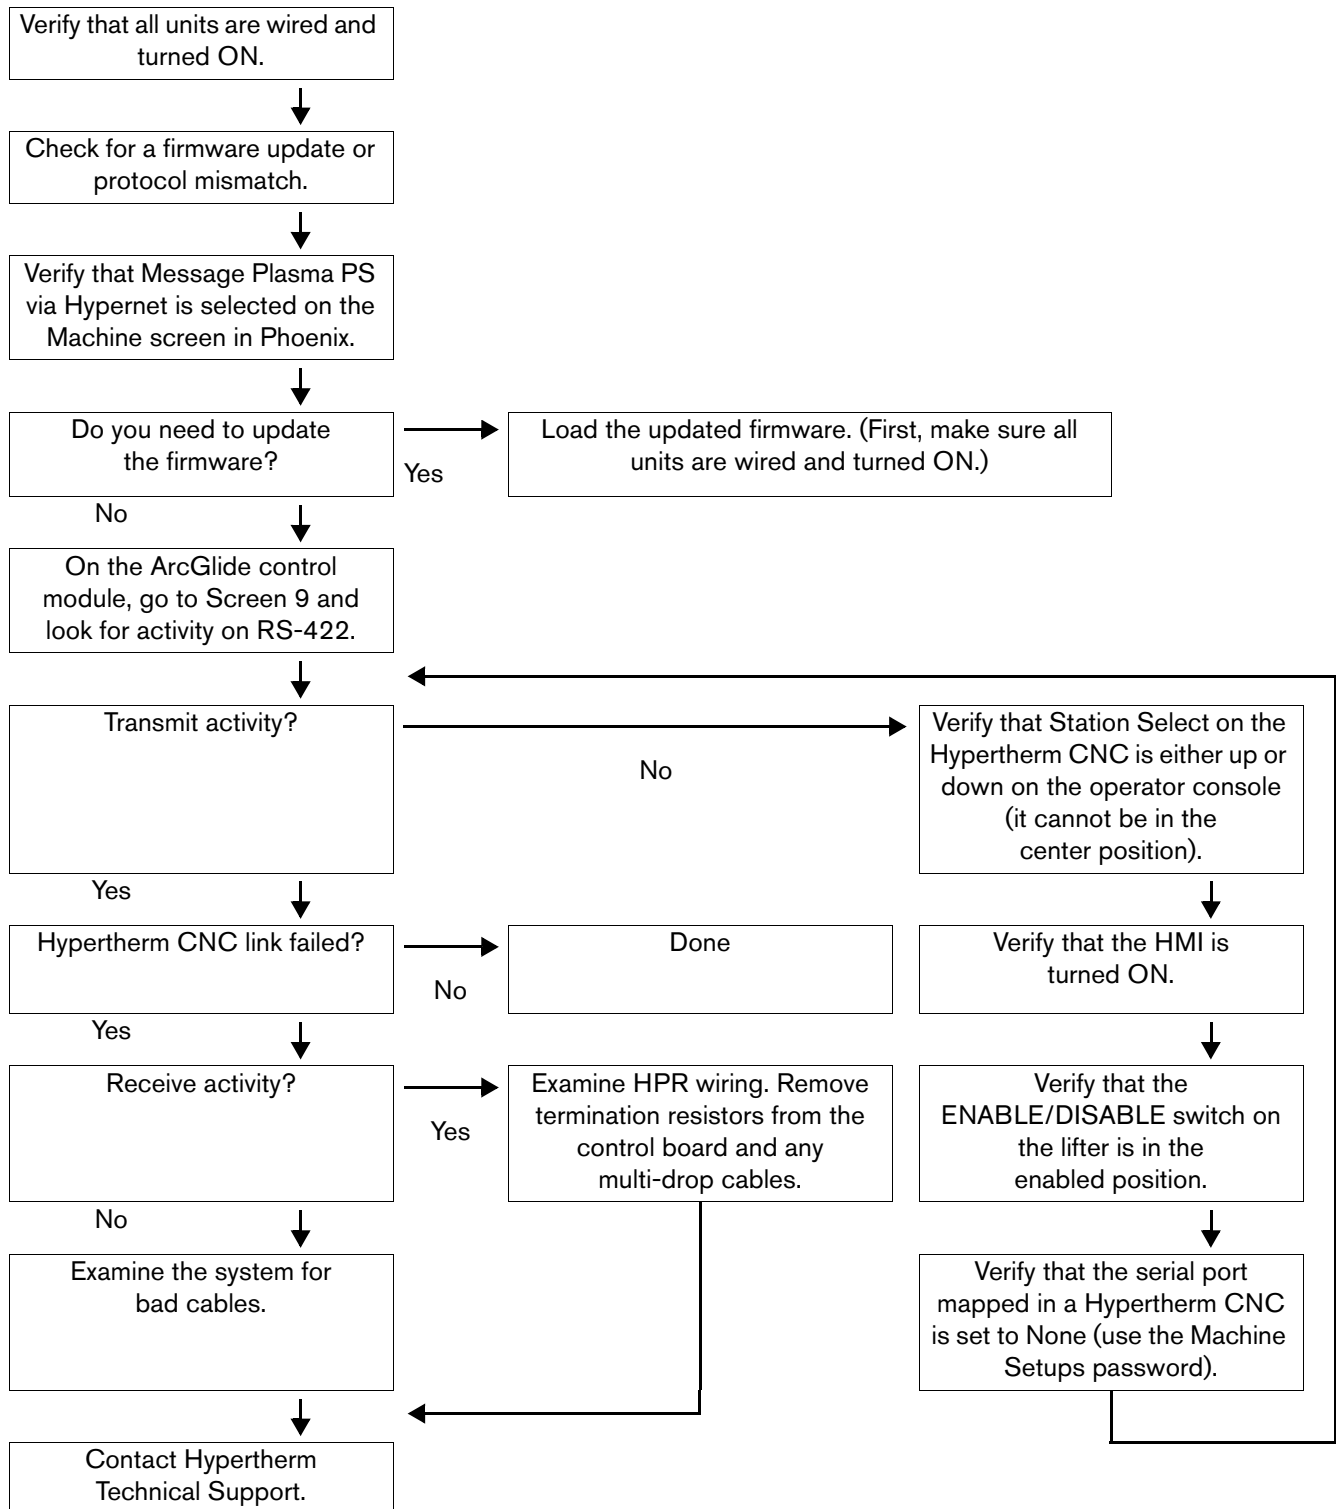 Verify that all units are wired and
turned ON.
Check for a firmware update or
protocol mismatch.
Verify that Message Plasma PS
via Hypernet is selected on the
Machine screen in Phoenix.
Do you need to update
the firmware?
Yes
Load the updated firmware. (First, make sure all
units are wired and turned ON.)
No
On the ArcGlide control
module, go to Screen 9 and
look for activity on RS-422.
Transmit activity?
No
Verify that Station Select on the
Hypertherm CNC is either up or
down on the operator console
(it cannot be in the
center position).
Yes
Hypertherm CNC link failed?
No
Done
Verify that the HMI is
turned ON.
Yes
Receive activity?
Yes
Examine HPR wiring. Remove
termination resistors from the
control board and any
multi-drop cables.
Verify that the
ENABLE/DISABLE switch on
the lifter is in the
enabled position.
No
Examine the system for
bad cables.
Verify that the serial port
mapped in a Hypertherm CNC
is set to None (use the Machine
Setups password).
Contact Hypertherm
Technical Support.